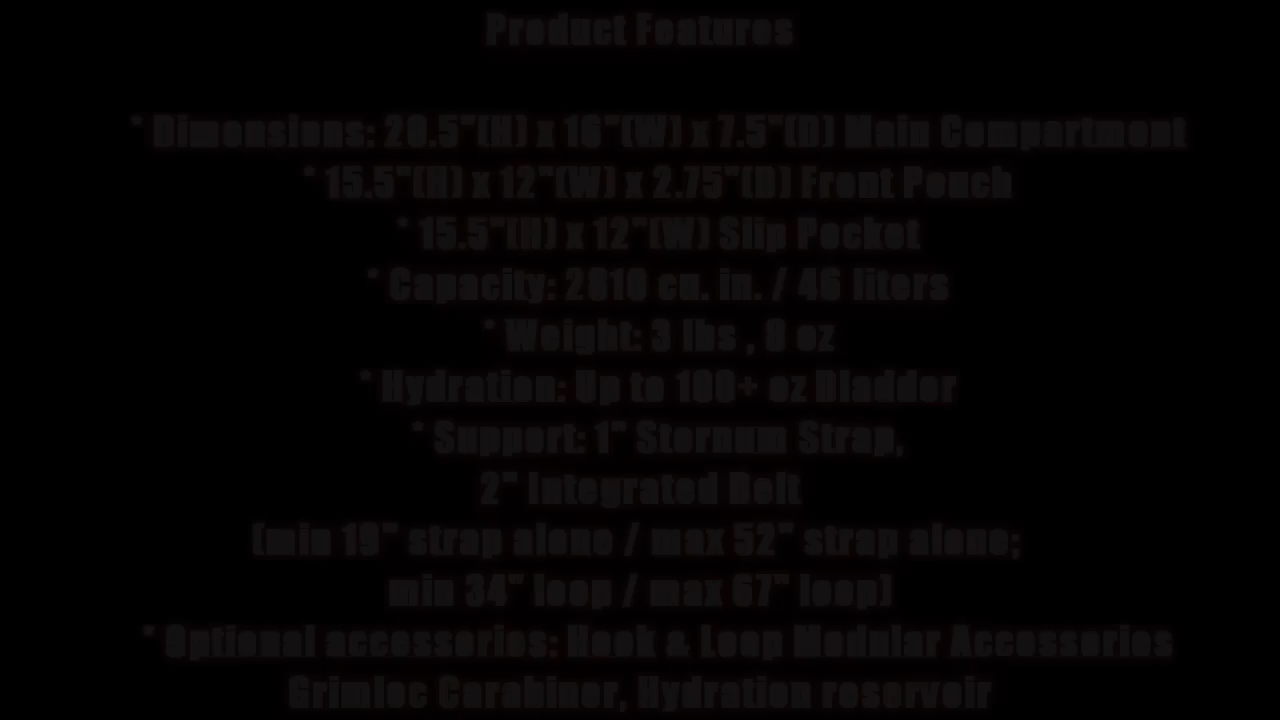 Product Features
* Dimensions: 20.5"(H) x 16"(W) x 7.5"(D) Main Compartment
* 15.5"(H) x 12"(W) x 2.75"(D) Front Pouch
* 15.5"(H) x 12"(W) Slip Pocket
* Capacity: 2810 cu. in. / 46 liters
* Weight: 3 lbs , 8 oz
* Hydration: Up to 100+ oz Bladder
* Support: 1" Sternum Strap,
2" Integrated Belt
(min 19" strap alone / max 52" strap alone;
min 34" loop / max 67" loop)
* Optional accessories: Hook & Loop Modular Accessories
Grimloc Carabiner, Hydration reservoir